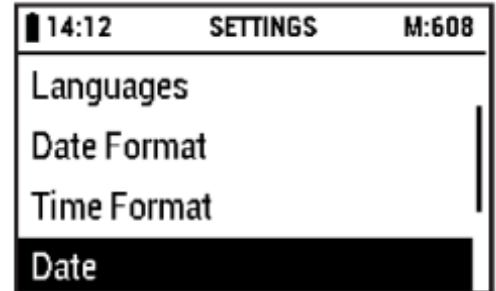 14:12 SETTINGS M:608
Languages
Date Format
Time Format
Date